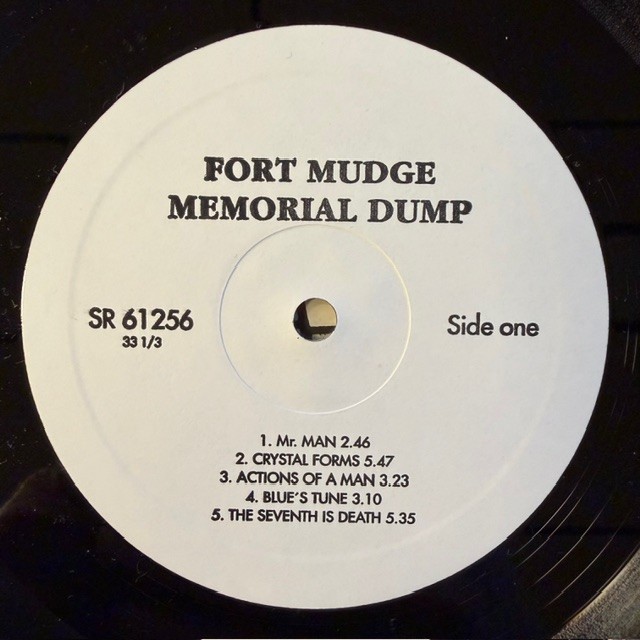 FORT MUDGE
MEMORIAL DUMP
SR 61256
33 1/3
Side one
1. Mr. MAN 2.46
2. CRYSTAL FORMS 5.47
3. ACTIONS OF A MAN 3.23
4. BLUE´S TUNE 3.10
5. THE SEVENTH IS DEATH 5.35